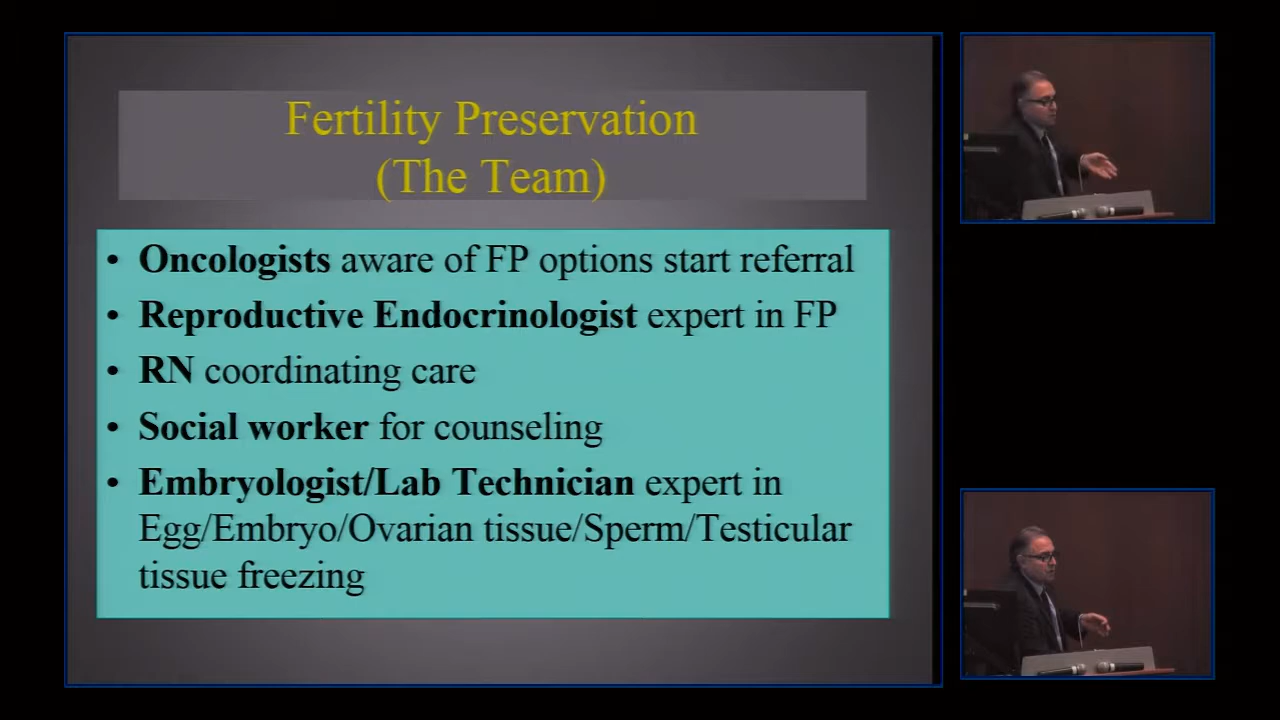 Fertility Preservation
(The Team)
• Oncologists aware of FP options start referral
• Reproductive Endocrinologist expert in FP
• RN coordinating care
• Social worker for counseling
• Embryologist/Lab Technician expert in
Egg/Embryo/Ovarian tissue/Sperm/Testicular
tissue freezing